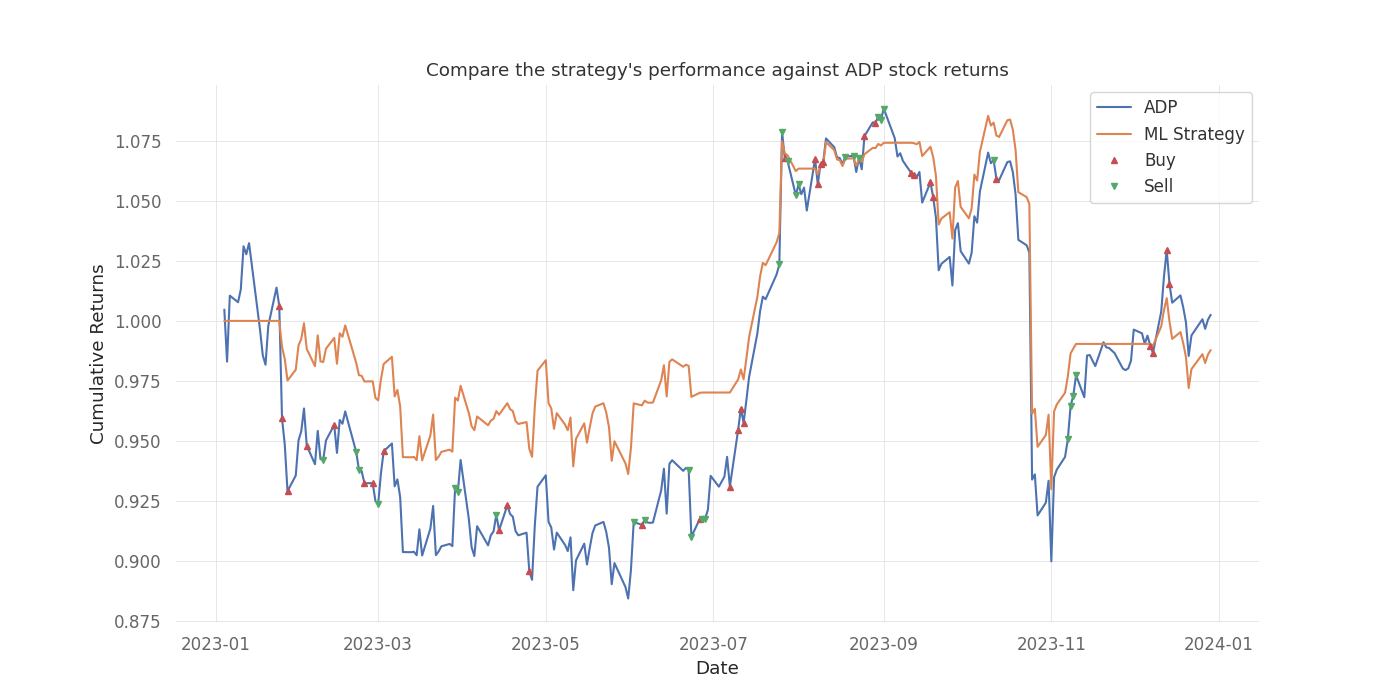 Compare the strategy's performance against ADP stock returns
ADP
ML Strategy
Buy
Sell
Cumulative Returns
1.075
1.050
1.025
1.000
0.975
0.950
0.925
0.900
0.875
2023-01
2023-03
2023-05
2023-07
2023-09
2023-11
2024-01
Date